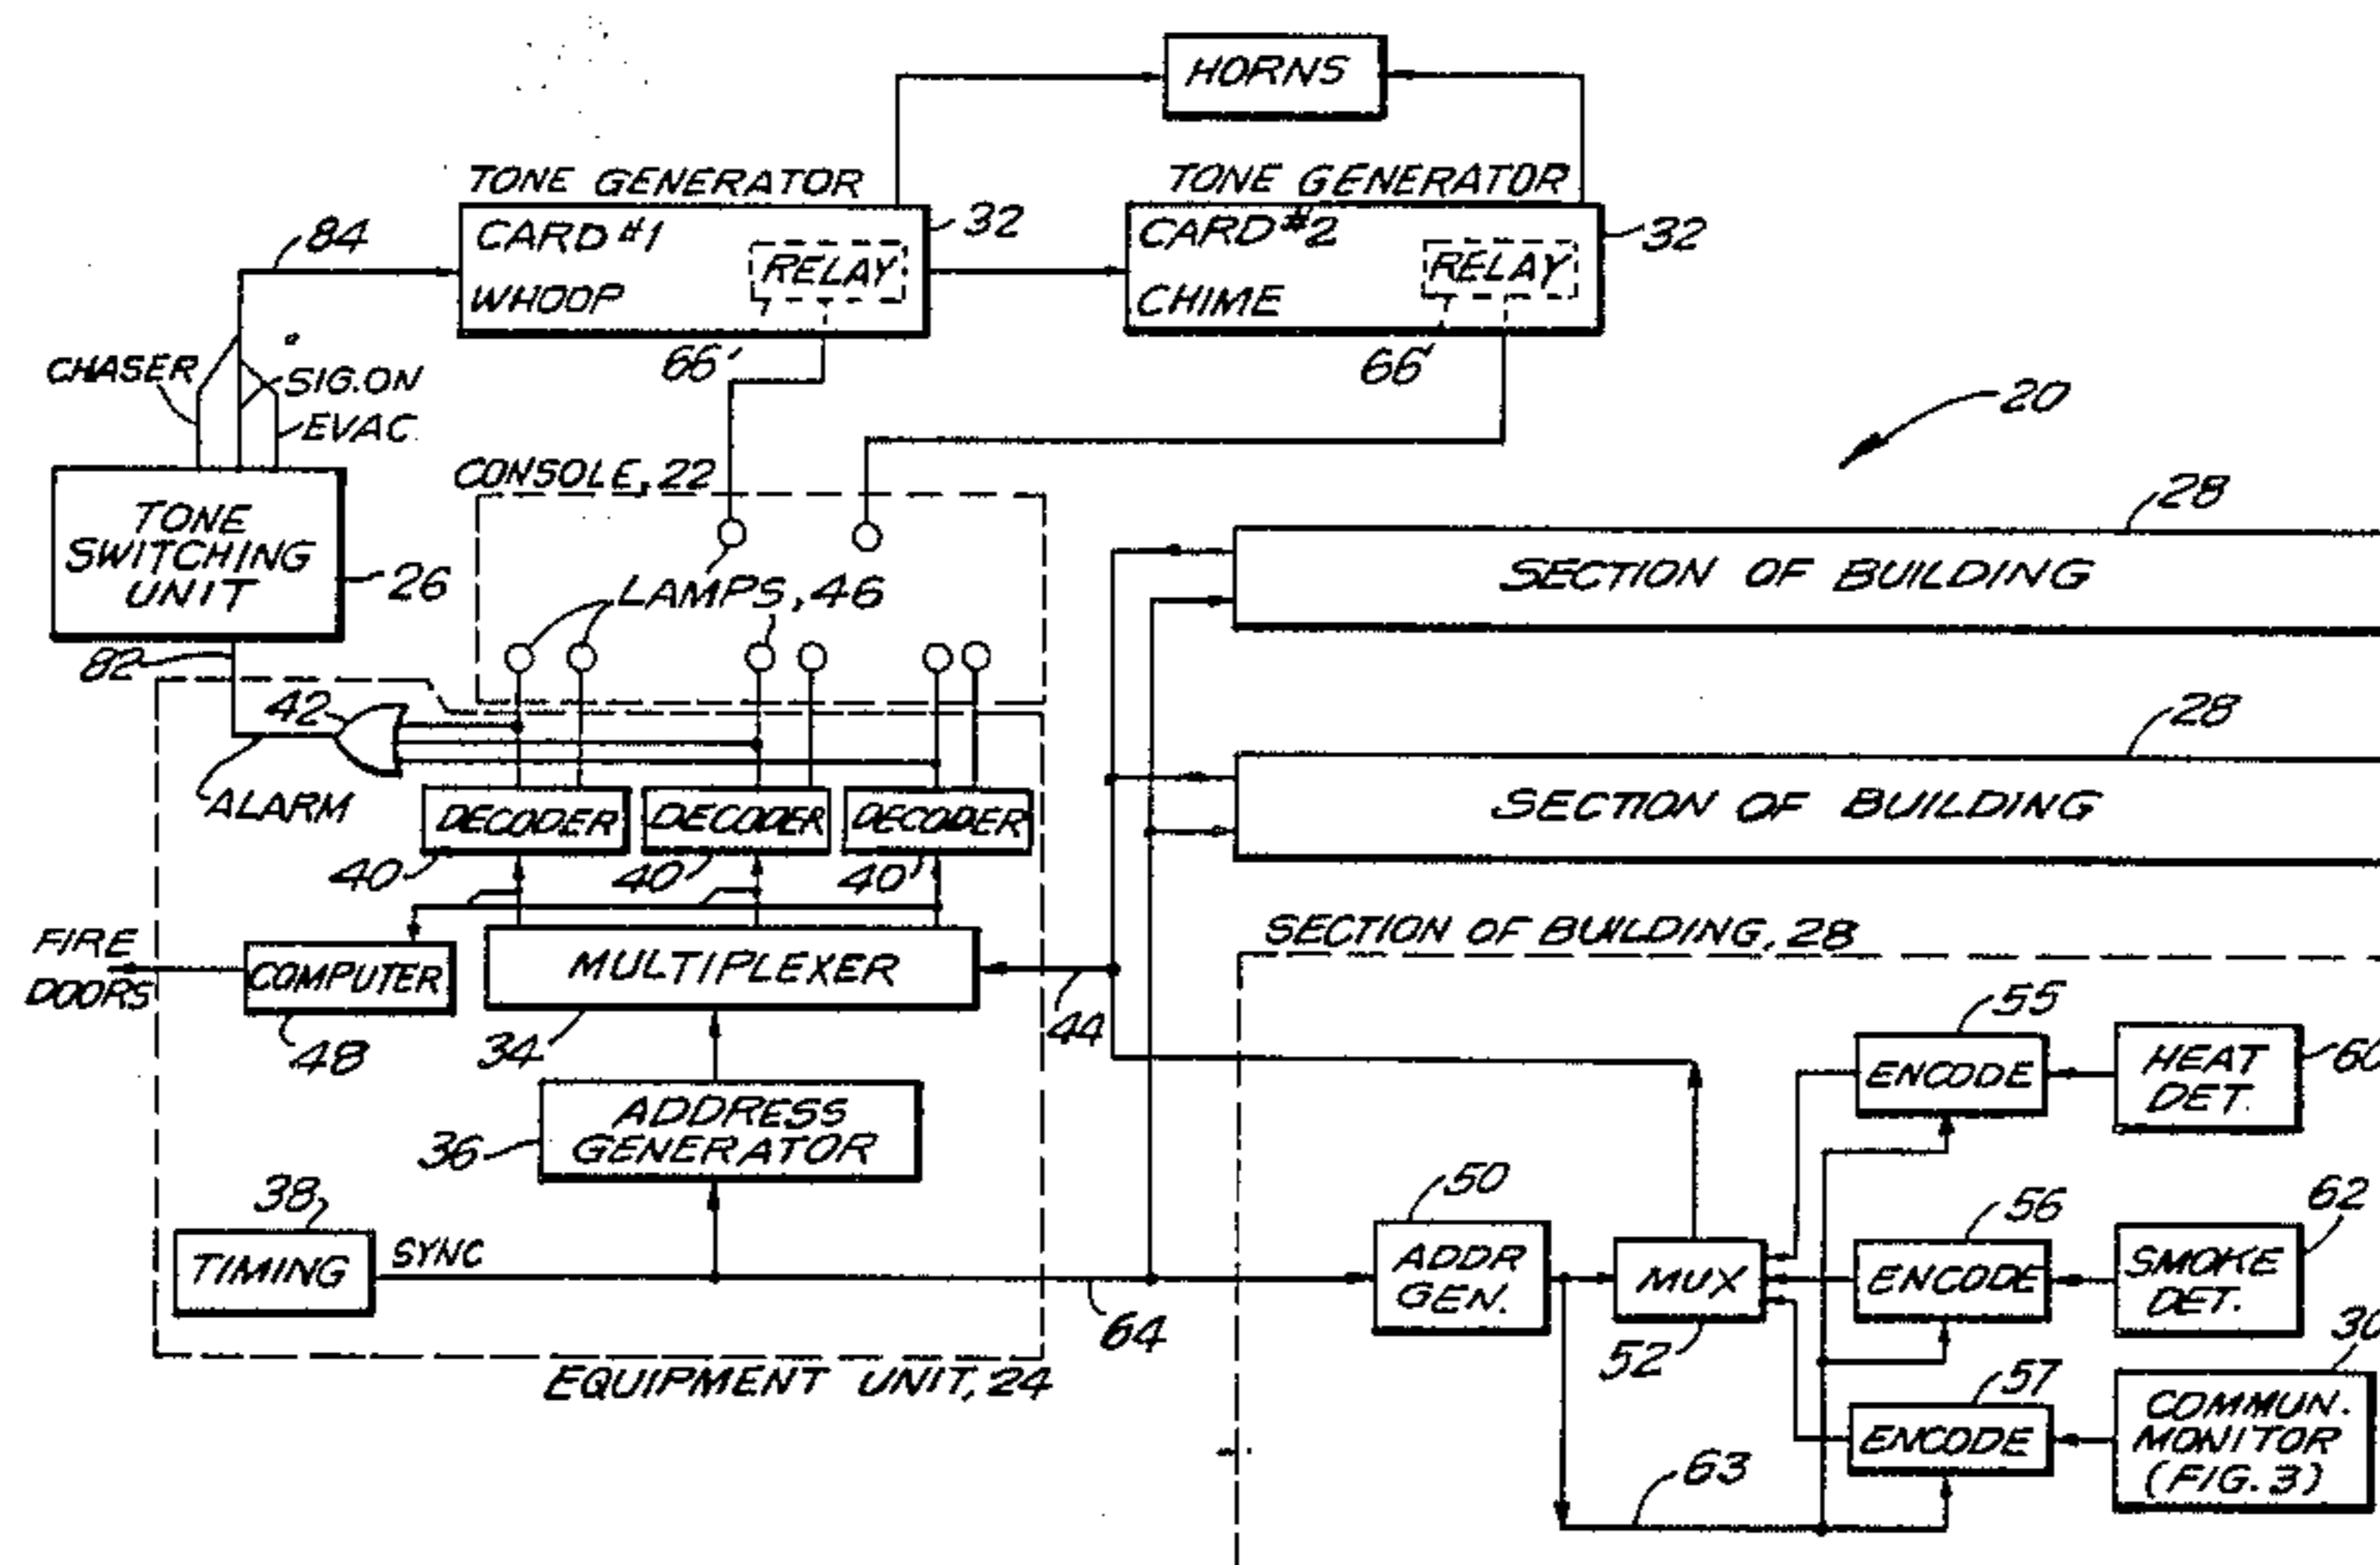 HORNS
TONE GENERATOR
TONE GENERATOR
84
CARD #1
WHOOP
RELAY
32
CARD #2
CHIME
RELAY
32
66'
66'
CHASER
SIG.ON
EVAC.
20
CONSOLE, 22
TONE
SWITCHING
UNIT
26
LAMPS, 46
28
SECTION OF BUILDING
82
42
ALARM
28
SECTION OF BUILDING
DECODER
DECODER
DECODER
40
40
40
FIRE
DOORS
COMPUTER
48
MULTIPLEXER
34
44
SECTION OF BUILDING, 28
ADDRESS
GENERATOR
36
55
ENCODE
HEAT
DET.
60
38
TIMING
SYNC
64
50
ADDR
GEN.
MUX
52
56
ENCODE
SMOKE
DET.
62
EQUIPMENT UNIT, 24
57
ENCODE
COMMUN.
MONITOR
(FIG. 3)
30
63